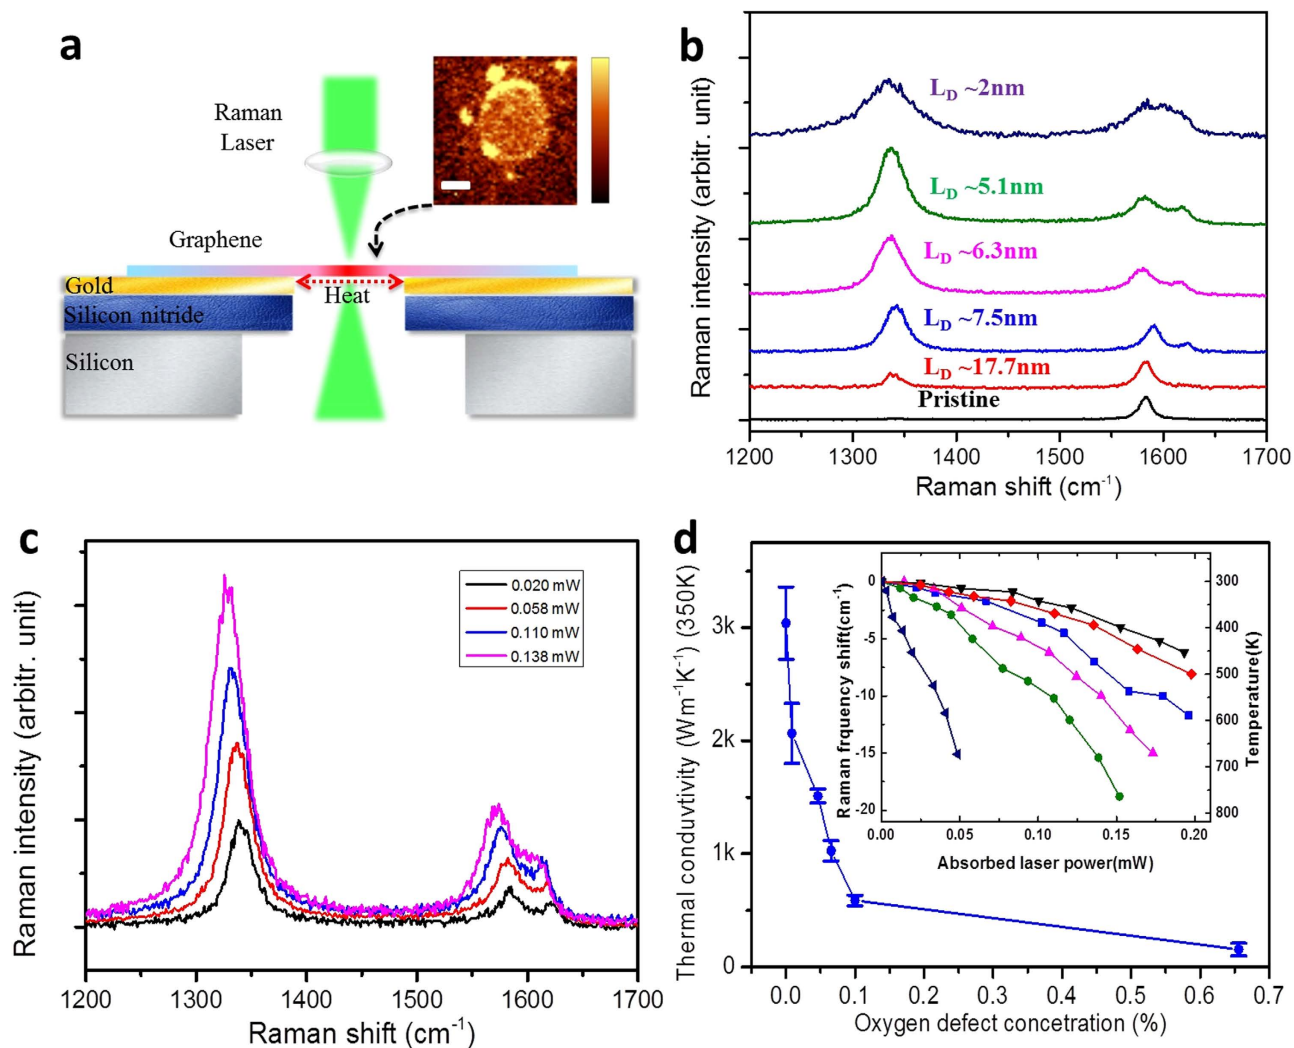 a
Raman
Laser
Graphene
Gold
Heat
Silicon nitride
Silicon
b
Raman intensity (arbitr. unit)
L_D ~2nm
L_D ~5.1nm
L_D ~6.3nm
L_D ~7.5nm
L_D ~17.7nm
Pristine
1200 1300 1400 1500 1600 1700
Raman shift (cm⁻¹)
c
Raman intensity (arbitr. unit)
0.020 mW
0.058 mW
0.110 mW
0.138 mW
1200 1300 1400 1500 1600 1700
Raman shift (cm⁻¹)
d
Thermal conduvtivity (Wm⁻¹K⁻¹) (350K)
3k
2k
1k
0
0.0 0.1 0.2 0.3 0.4 0.5 0.6 0.7
Oxygen defect concetration (%)
Raman frquency shift(cm⁻¹)
0
-5
-10
-15
-20
0.00 0.05 0.10 0.15 0.20
Absorbed laser power(mW)
300
400
500
600
700
800
Temperature(K)